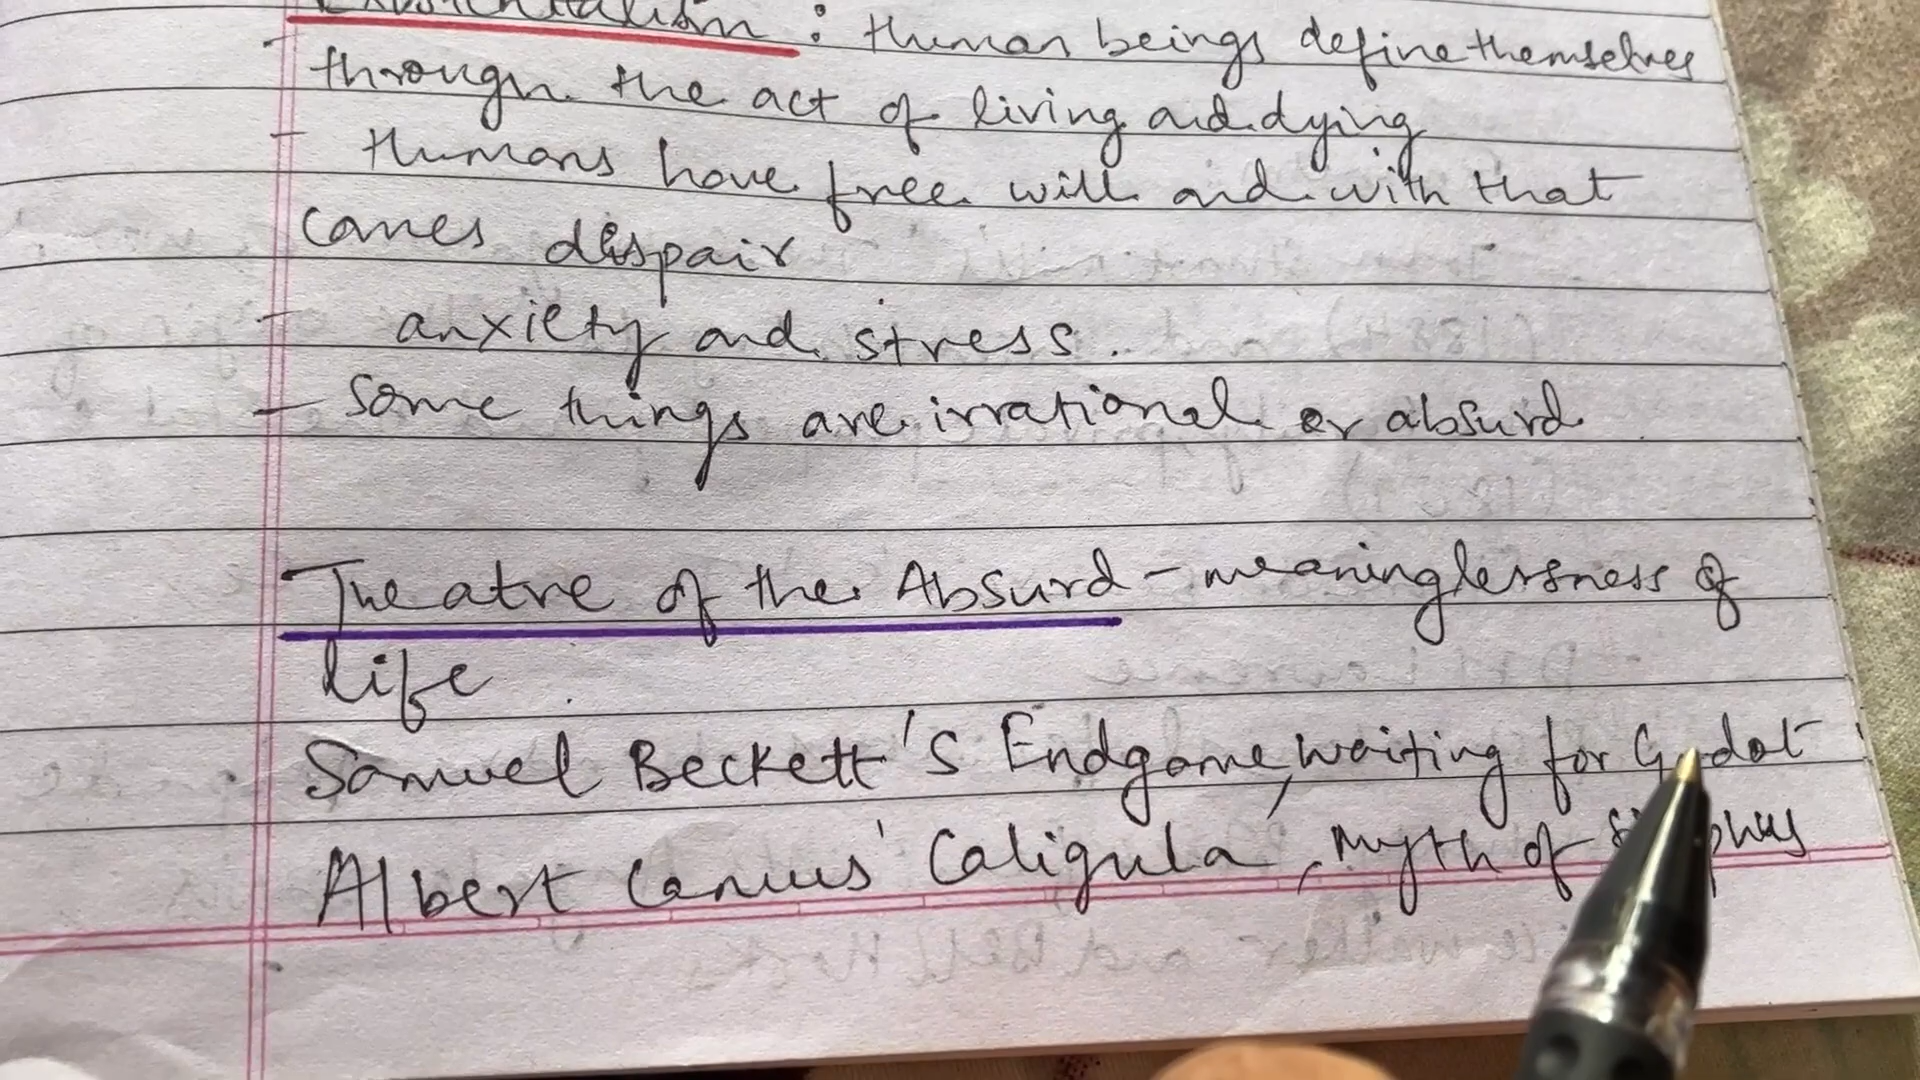 Existentialism : Human beings define themselves
- through the act of living and dying
- Humans have free will and with that
comes despair
- anxiety and stress.
- some things are irrational or absurd
Theatre of the Absurd - meaninglessness of
life
Samuel Beckett's Endgame, Waiting for Godot
Albert Camus' Caligula, Myth of